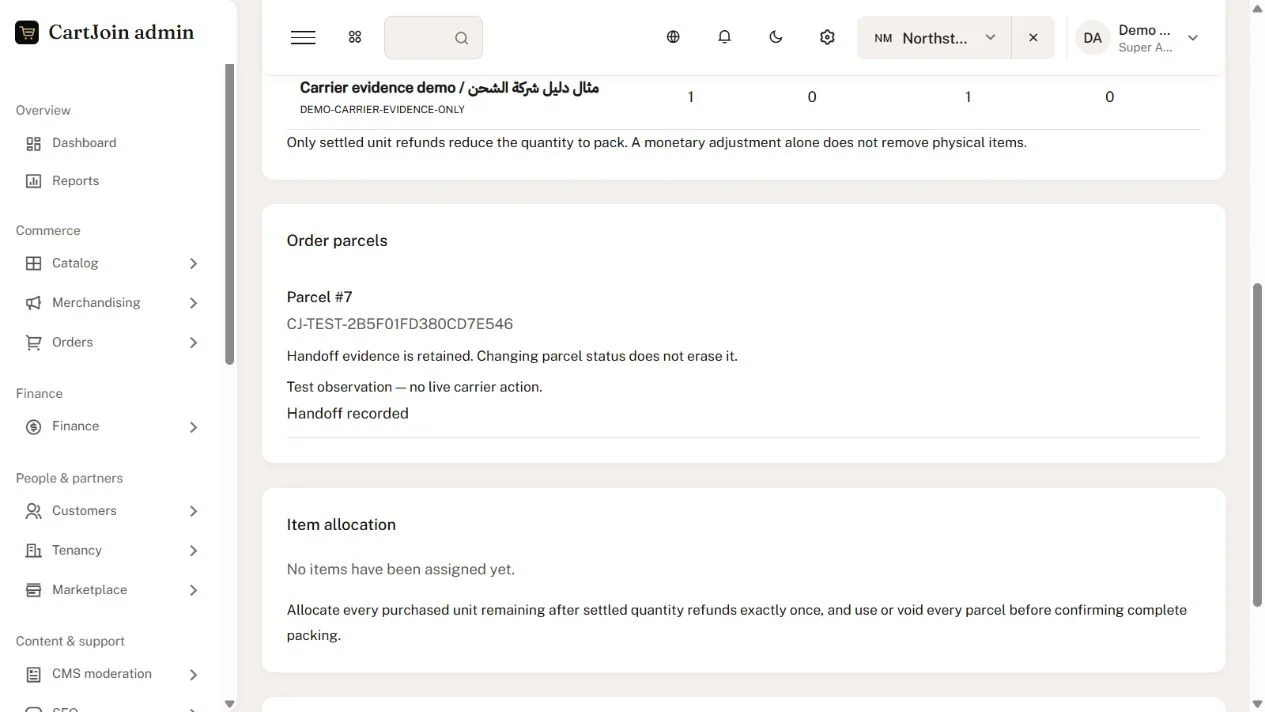 CartJoin admin
NM Northst...
DA
Demo ...
Super A...
Overview
Dashboard
Reports
Commerce
Catalog
Merchandising
Orders
Finance
Finance
People & partners
Customers
Tenancy
Marketplace
Content & support
CMS moderation
SEO
Carrier evidence demo / مثال دليل شركة الشحن
DEMO-CARRIER-EVIDENCE-ONLY
1 0 1 0
Only settled unit refunds reduce the quantity to pack. A monetary adjustment alone does not remove physical items.
Order parcels
Parcel #7
CJ-TEST-2B5F01FD380CD7E546
Handoff evidence is retained. Changing parcel status does not erase it.
Test observation — no live carrier action.
Handoff recorded
Item allocation
No items have been assigned yet.
Allocate every purchased unit remaining after settled quantity refunds exactly once, and use or void every parcel before confirming complete
packing.